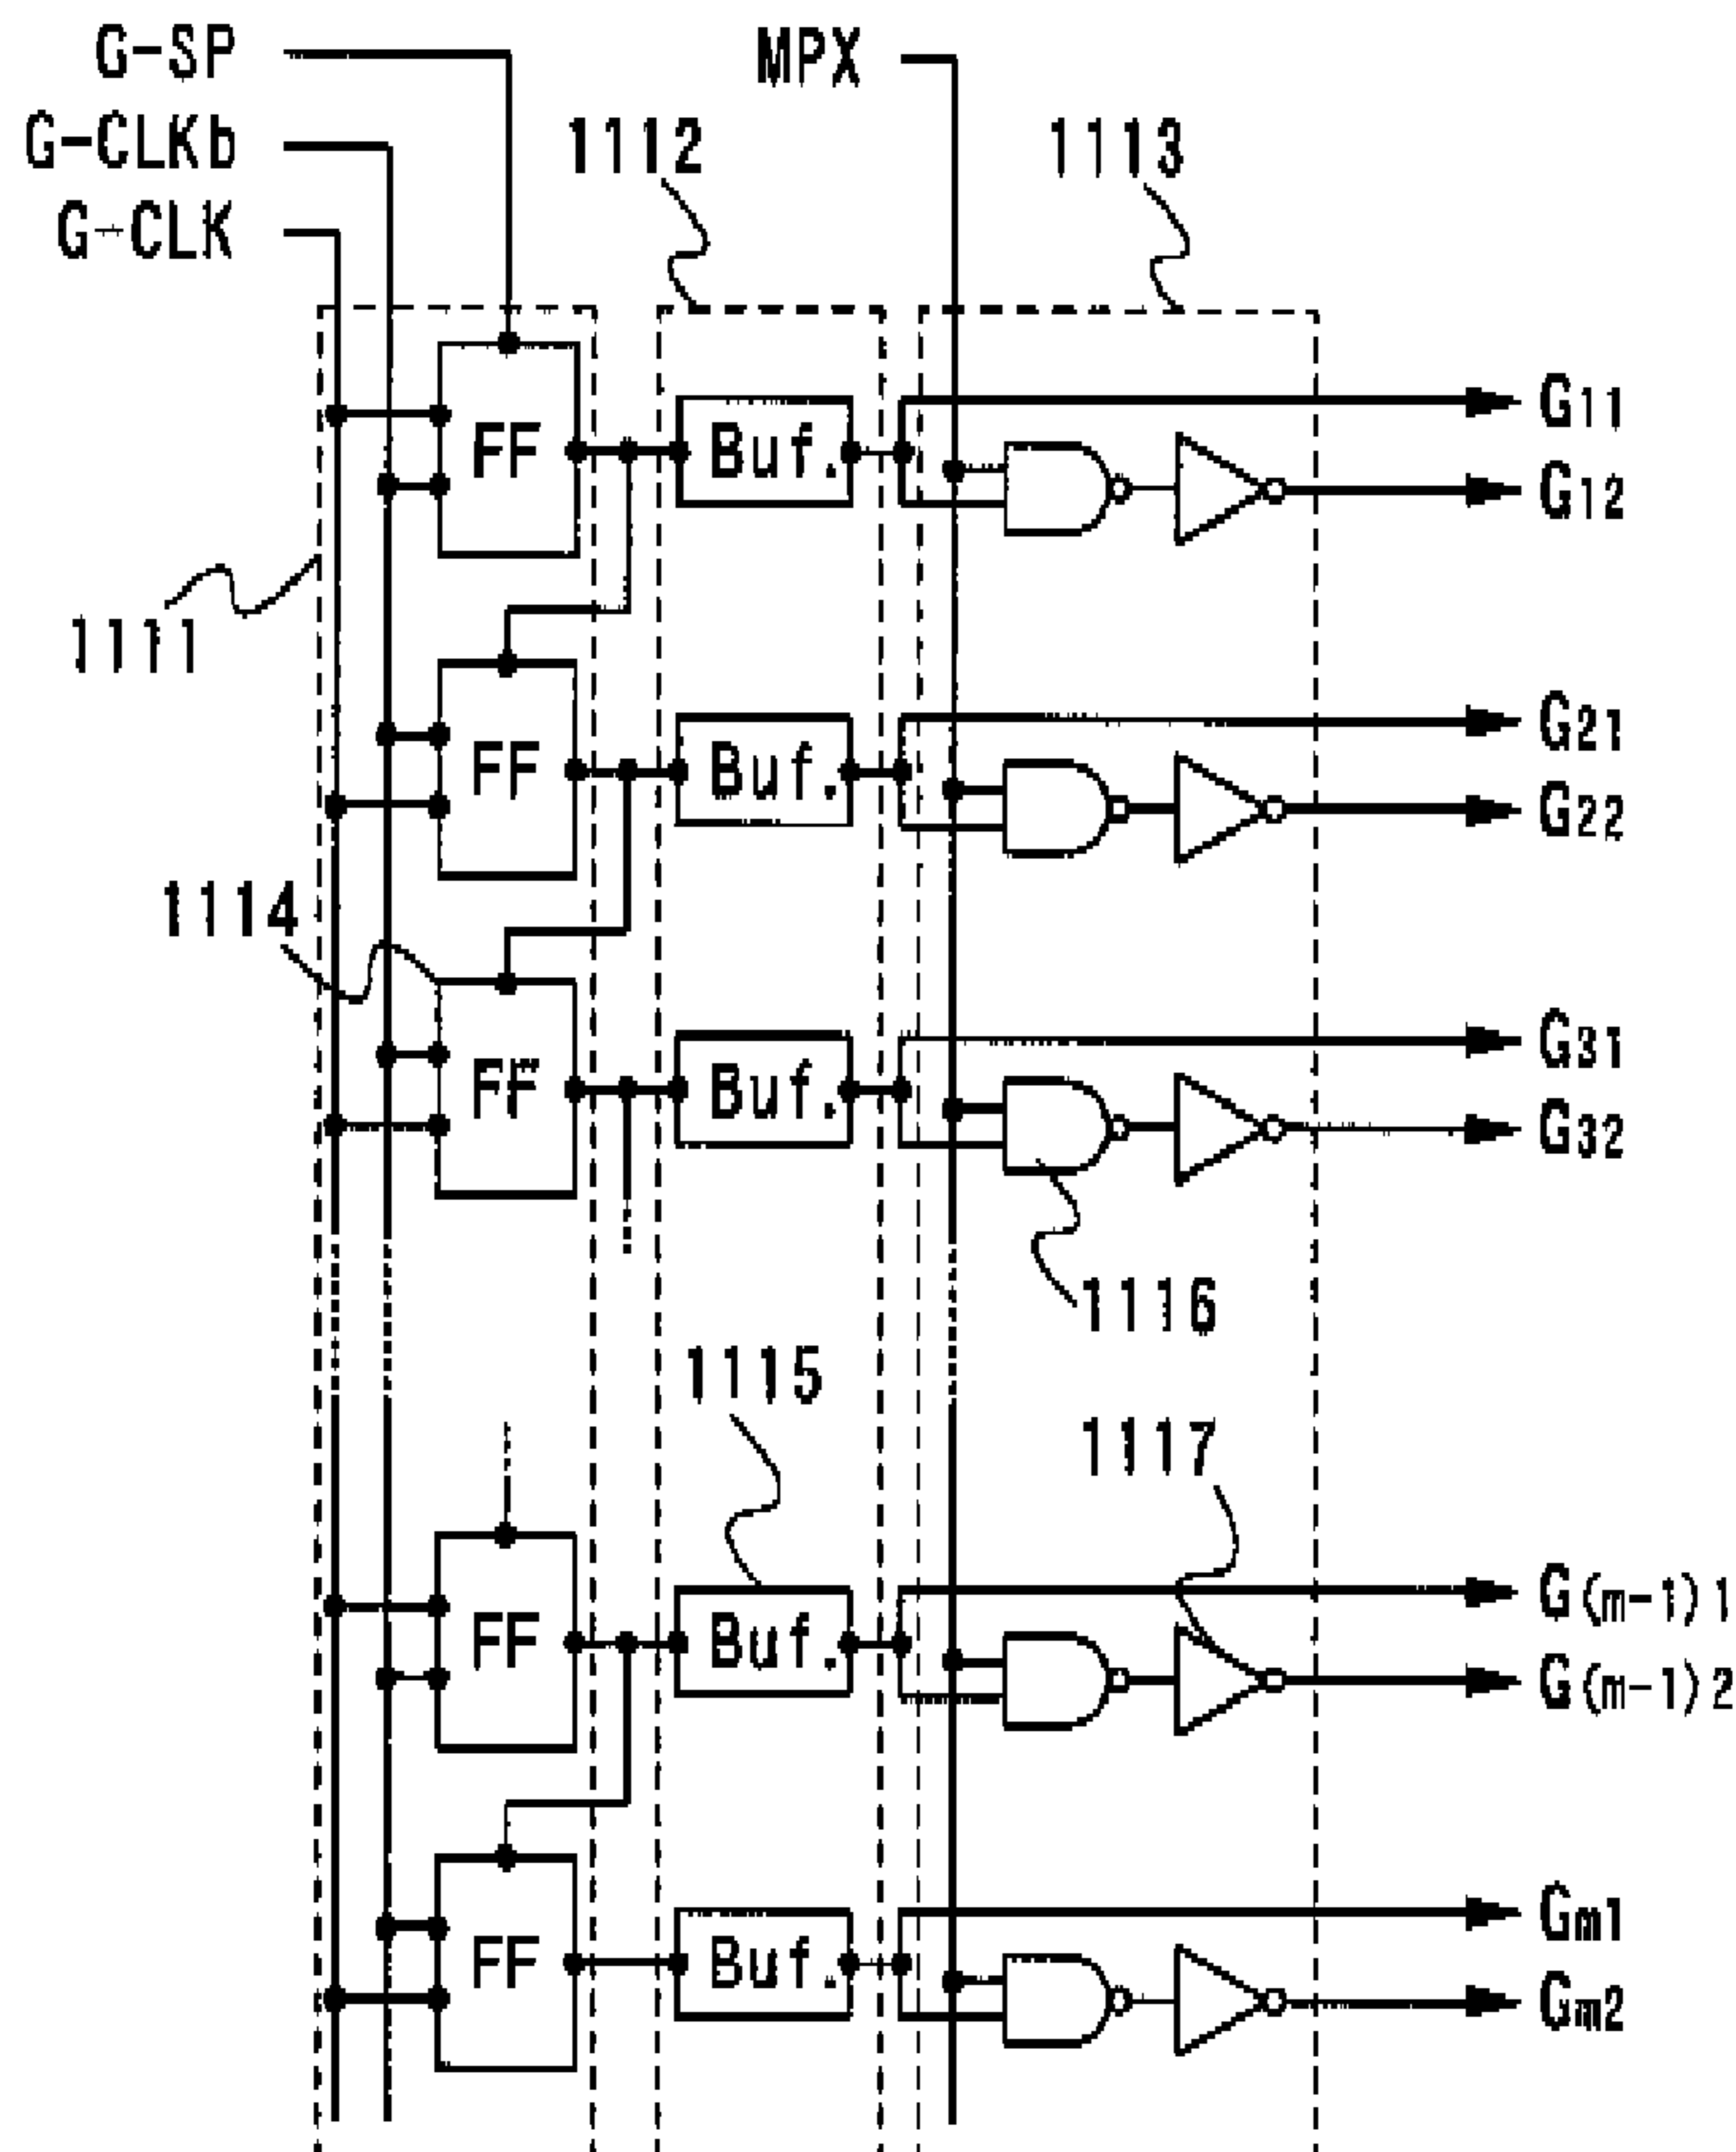 G-SP
MPX
G-CLKb
1112
1113
G-CLK
FF
Buf.
G11
G12
1111
FF
Buf.
G21
G22
1114
FF
Buf.
G31
G32
1116
1115
1117
FF
Buf.
G(m-1)1
G(m-1)2
FF
Buf.
Gm1
Gm2